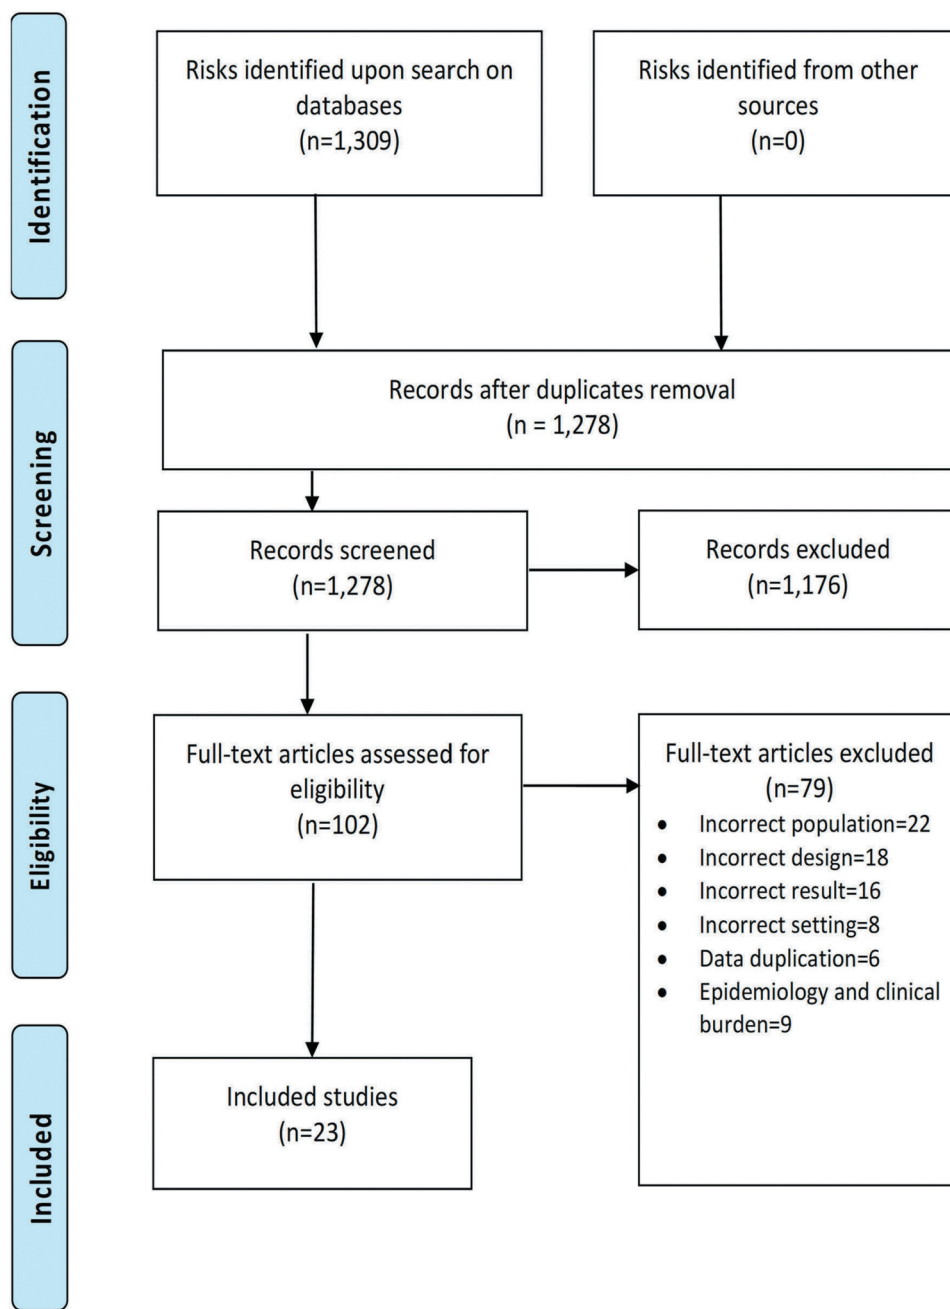 Identification
Risks identified upon search on
databases
(n=1,309)
Risks identified from other
sources
(n=0)
Screening
Records after duplicates removal
(n = 1,278)
Records screened
(n=1,278)
Records excluded
(n=1,176)
Eligibility
Full-text articles assessed for
eligibility
(n=102)
Full-text articles excluded
(n=79)
• Incorrect population=22
• Incorrect design=18
• Incorrect result=16
• Incorrect setting=8
• Data duplication=6
• Epidemiology and clinical
burden=9
Included
Included studies
(n=23)